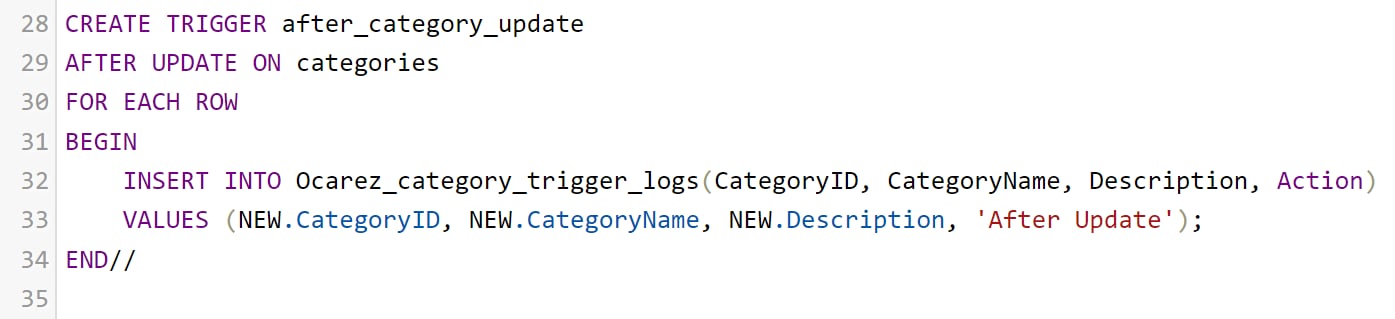 28 CREATE TRIGGER after_category_update
29 AFTER UPDATE ON categories
30 FOR EACH ROW
31 BEGIN
32     INSERT INTO Ocarez_category_trigger_logs(CategoryID, CategoryName, Description, Action)
33     VALUES (NEW.CategoryID, NEW.CategoryName, NEW.Description, 'After Update');
34 END//
35